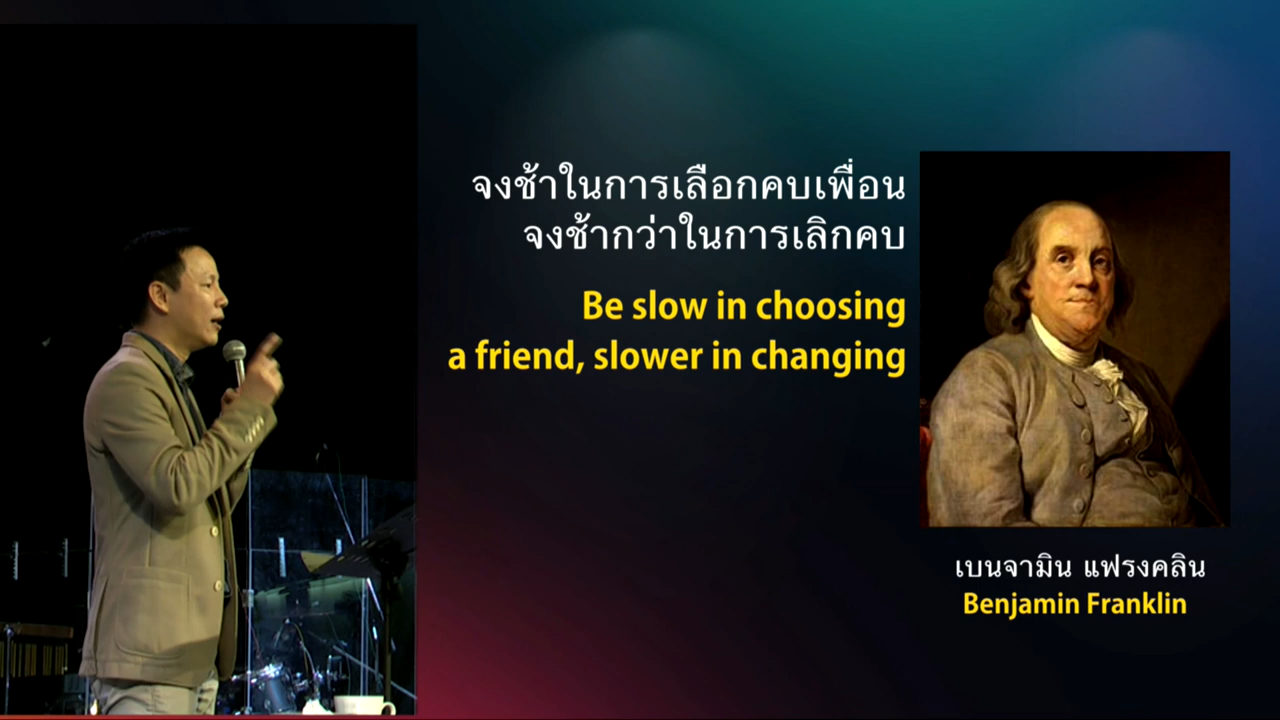 จงช้าในการเลือกคบเพื่อน
จงช้ากว่าในการเลิกคบ
Be slow in choosing
a friend, slower in changing
เบนจามิน แฟรงคลิน
Benjamin Franklin